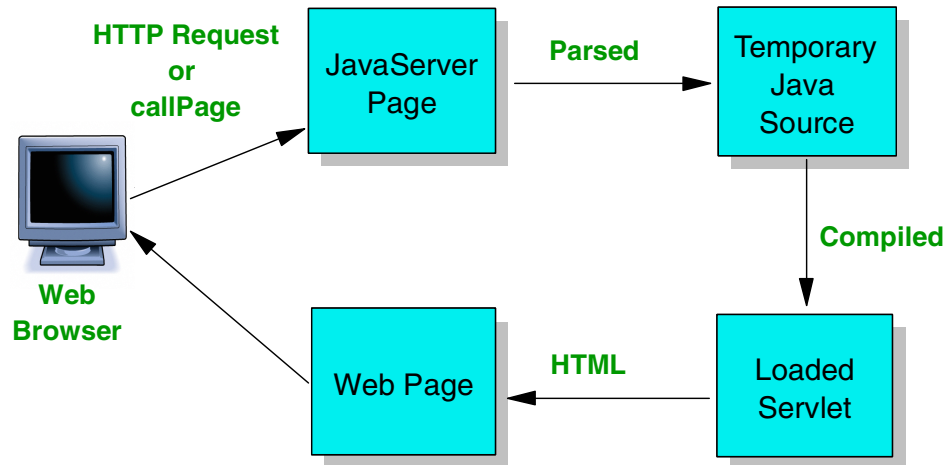 HTTP Request
or
callPage
JavaServer
Page
Parsed
Temporary
Java
Source
Compiled
Web
Browser
Web Page
HTML
Loaded
Servlet